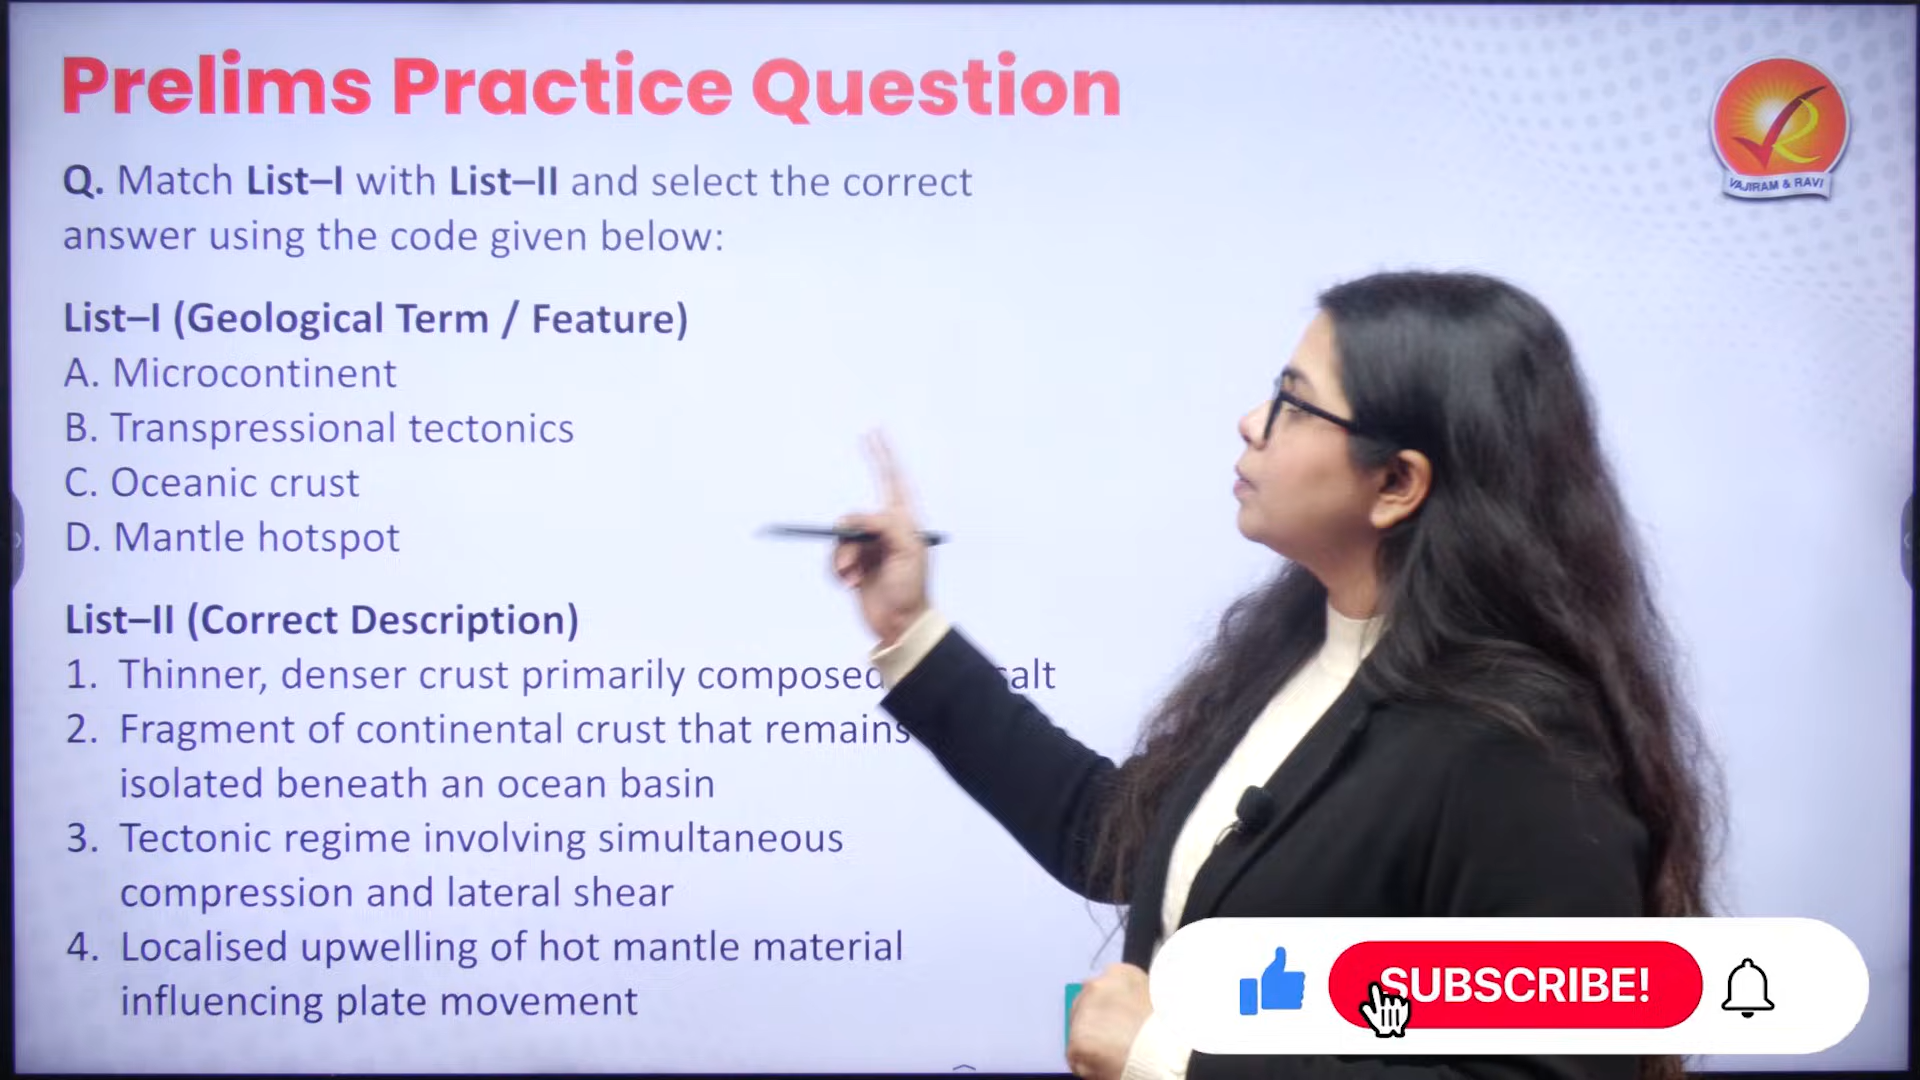 Prelims Practice Question
Q. Match List–I with List–II and select the correct
answer using the code given below:
List–I (Geological Term / Feature)
A. Microcontinent
B. Transpressional tectonics
C. Oceanic crust
D. Mantle hotspot
List–II (Correct Description)
1. Thinner, denser crust primarily composed
2. Fragment of continental crust that remains
isolated beneath an ocean basin
3. Tectonic regime involving simultaneous
compression and lateral shear
4. Localised upwelling of hot mantle material
influencing plate movement
VAJIRAM & RAVI
SUBSCRIBE!